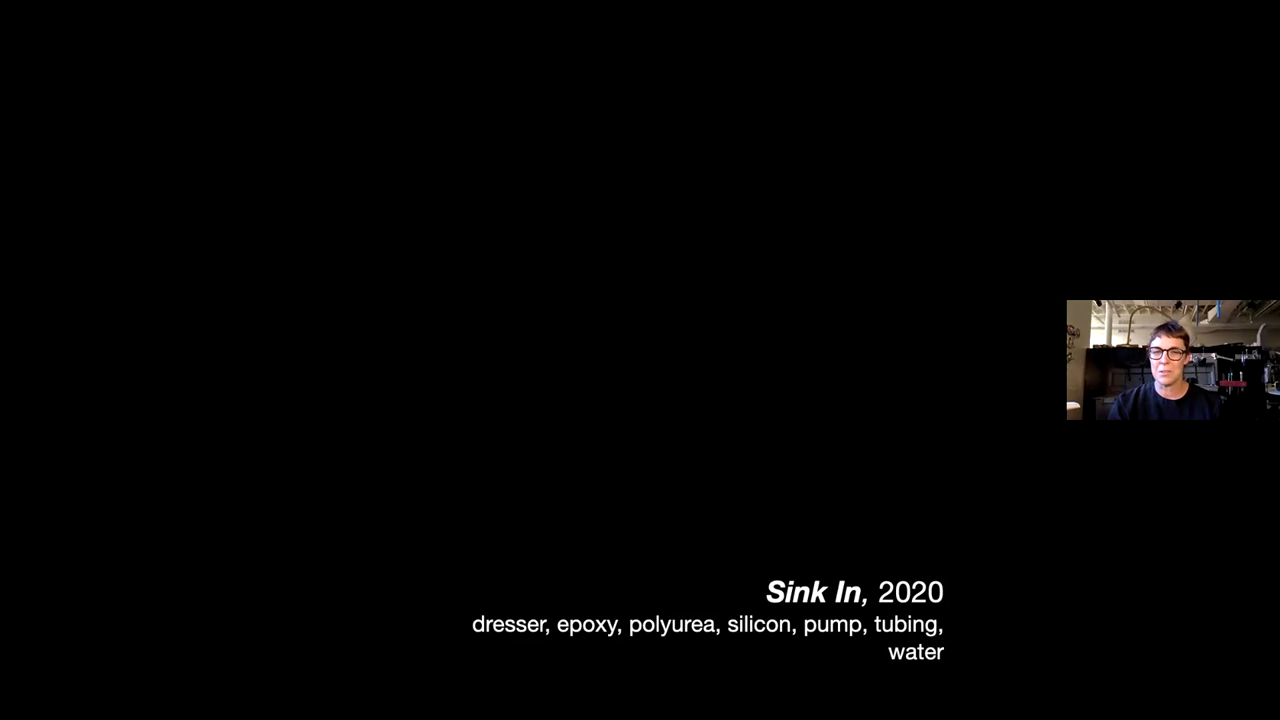 Sink In, 2020
dresser, epoxy, polyurea, silicon, pump, tubing,
water